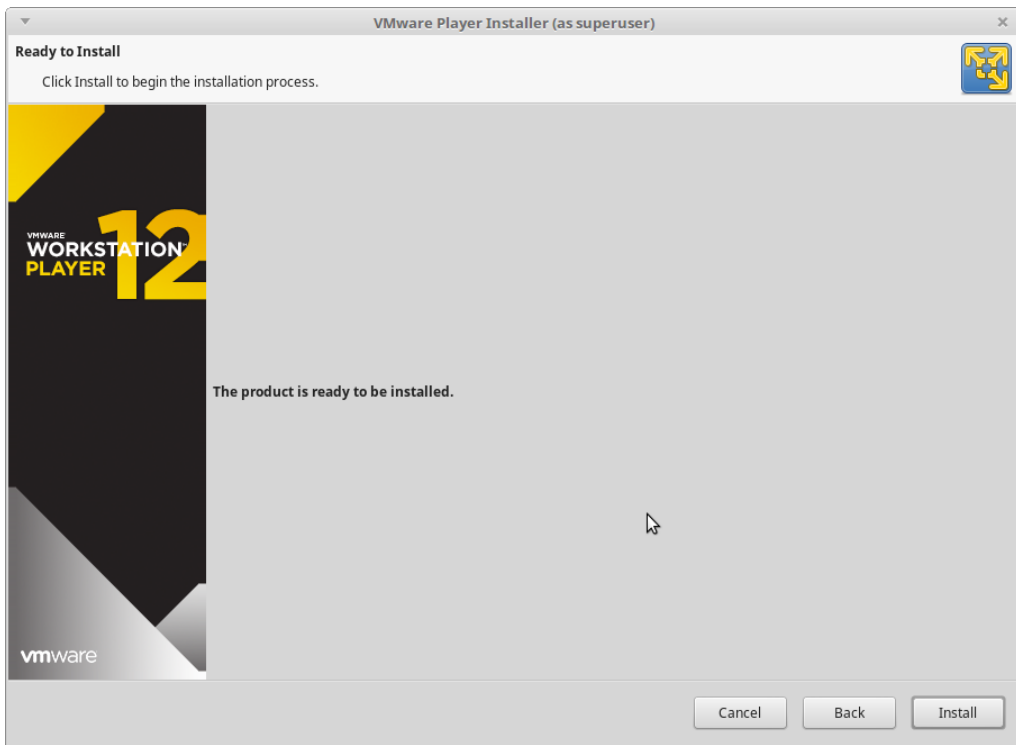 VMware Player Installer (as superuser)
Ready to Install
Click Install to begin the installation process.
VMWARE
WORKSTATION™
PLAYER 12
The product is ready to be installed.
vmware
Cancel Back Install